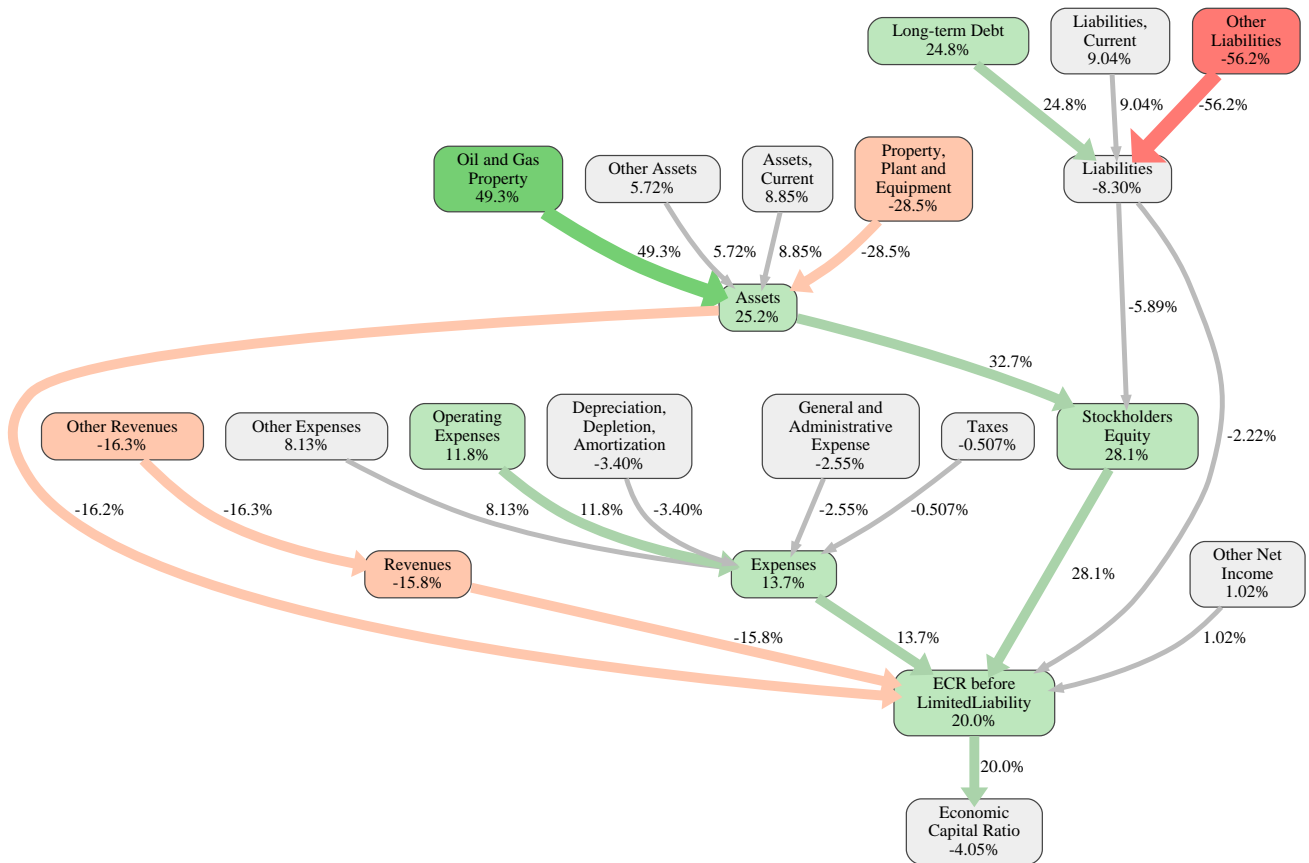 Long-term Debt
24.8%
Liabilities,
Current
9.04%
Other
Liabilities
-56.2%
24.8%
9.04%
-56.2%
Oil and Gas
Property
49.3%
Other Assets
5.72%
Assets,
Current
8.85%
Property,
Plant and
Equipment
-28.5%
Liabilities
-8.30%
49.3%
5.72%
8.85%
-28.5%
Assets
25.2%
-5.89%
32.7%
Other Revenues
-16.3%
Other Expenses
8.13%
Operating
Expenses
11.8%
Depreciation,
Depletion,
Amortization
-3.40%
General and
Administrative
Expense
-2.55%
Taxes
-0.507%
Stockholders
Equity
28.1%
-2.22%
-16.2%
-16.3%
8.13%
11.8%
-3.40%
-2.55%
-0.507%
Revenues
-15.8%
Expenses
13.7%
28.1%
Other Net
Income
1.02%
-15.8%
13.7%
1.02%
ECR before
LimitedLiability
20.0%
20.0%
Economic
Capital Ratio
-4.05%